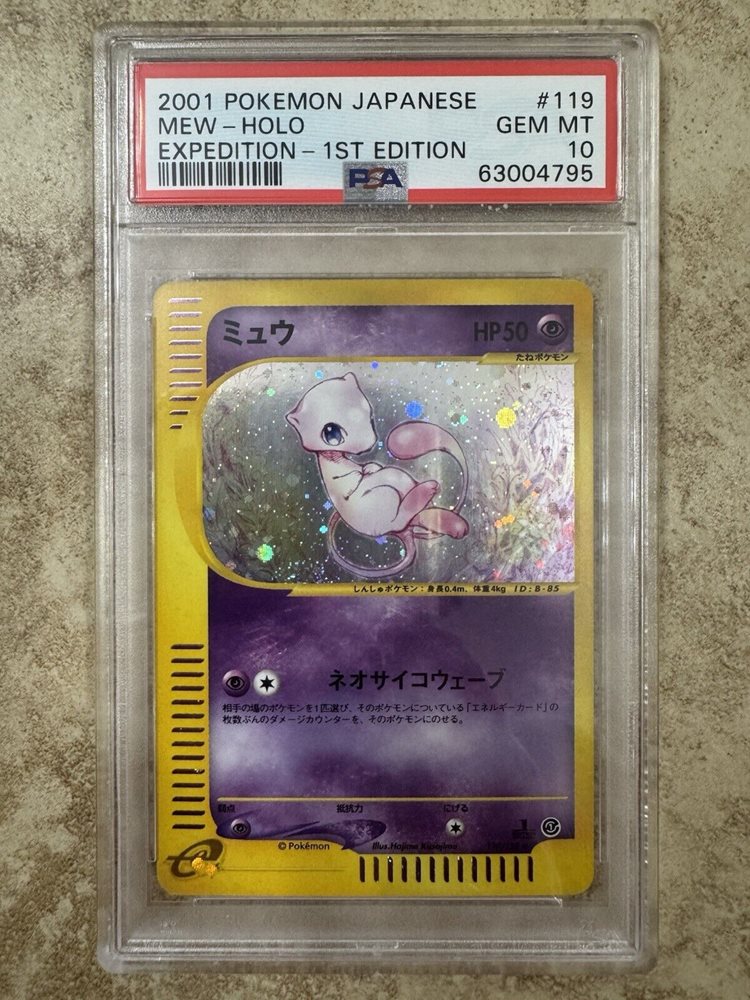 2001 POKEMON JAPANESE #119
MEW - HOLO GEM MT
EXPEDITION - 1ST EDITION 10
PSA 63004795
ミュウ HP50
たねポケモン
しんしゅポケモン：身長0.4m、体重4kg ID:B-85
ネオサイコウェーブ
相手の場のポケモンを1匹選び、そのポケモンについている「エネルギーカード」の
枚数ぶんのダメージカウンターを、そのポケモンにのせる。
弱点 抵抗力 にげる
© Pokémon Illus.Hajime Kusajima
e